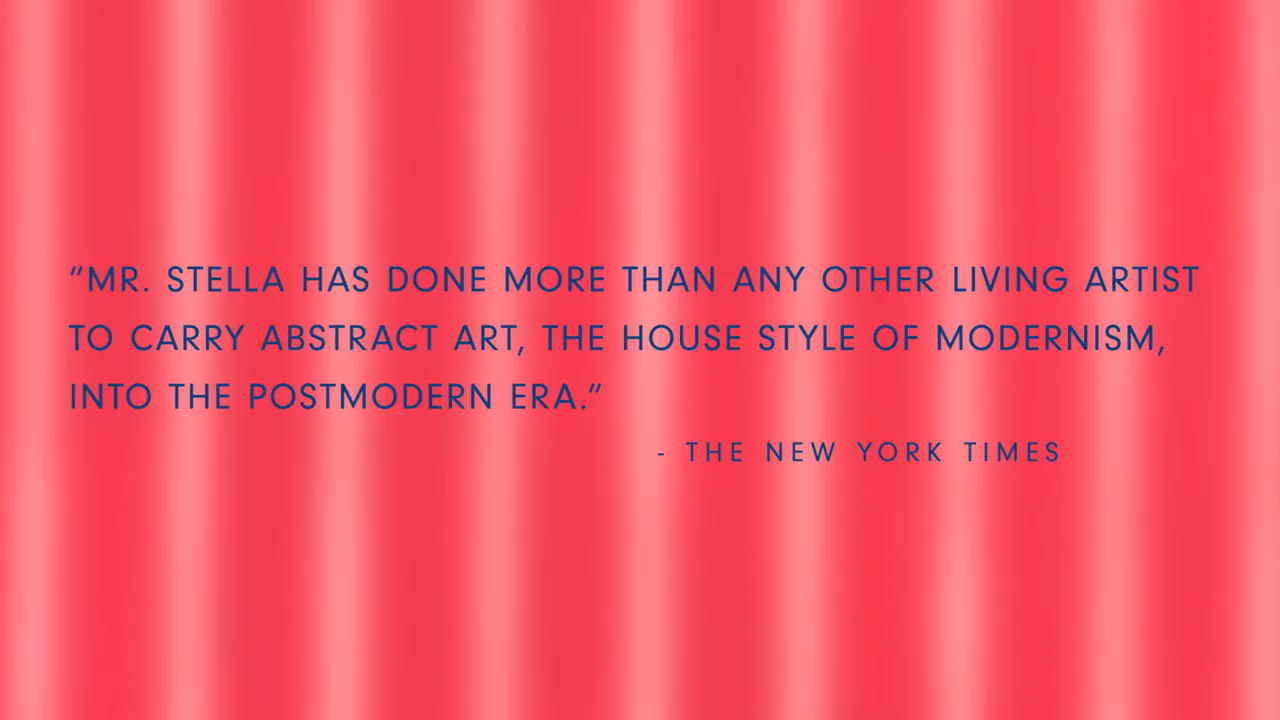 “MR. STELLA HAS DONE MORE THAN ANY OTHER LIVING ARTIST
TO CARRY ABSTRACT ART, THE HOUSE STYLE OF MODERNISM,
INTO THE POSTMODERN ERA.”
- THE NEW YORK TIMES